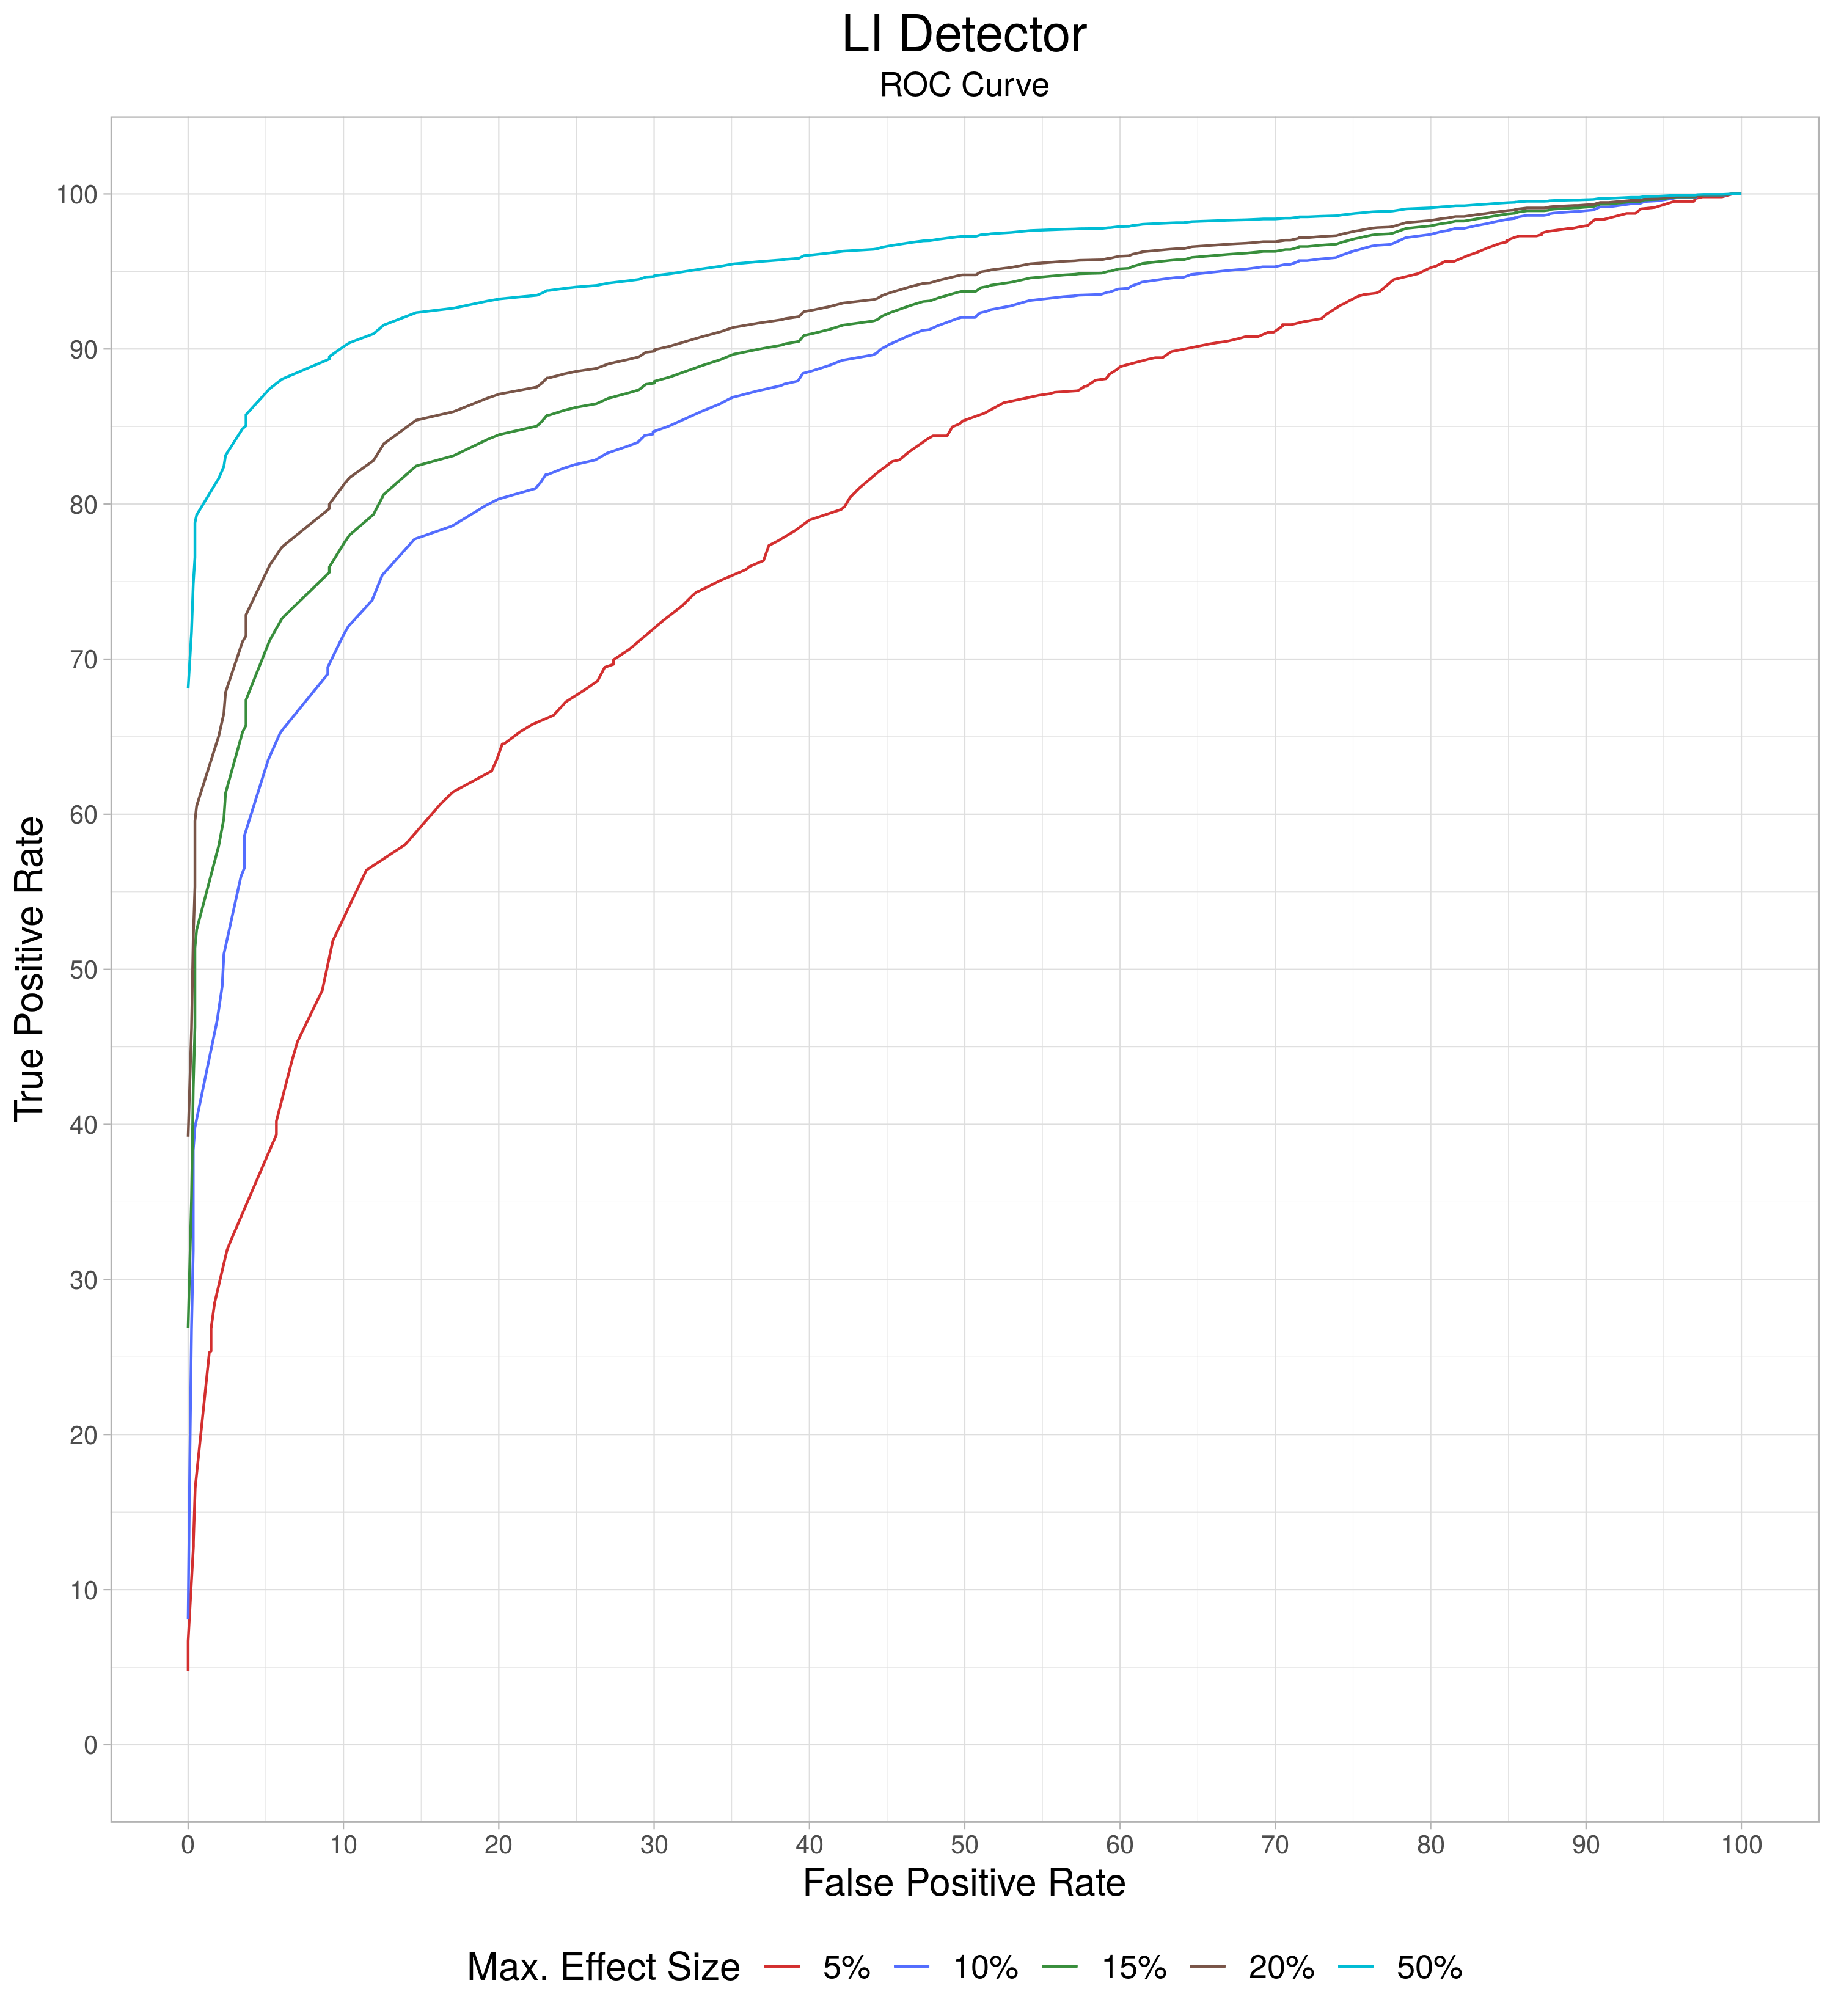 LI Detector
ROC Curve
True Positive Rate
100
90
80
70
60
50
40
30
20
10
0
0 10 20 30 40 50 60 70 80 90 100
False Positive Rate
Max. Effect Size 5% 10% 15% 20% 50%